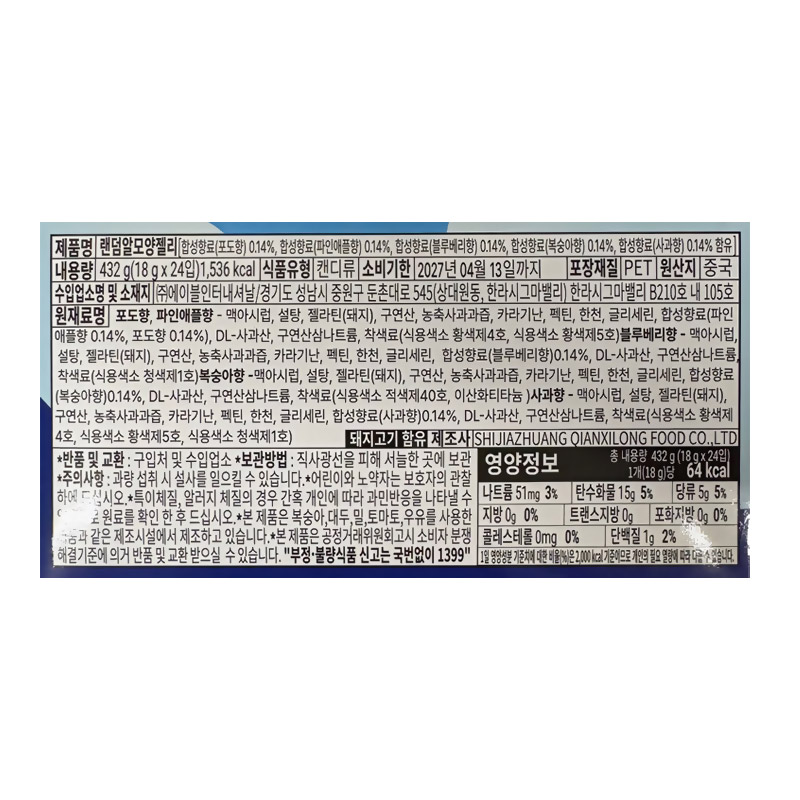 제품명 랜덤알모양젤리[합성향료(포도향) 0.14%, 합성향료(파인애플향) 0.14%, 합성향료(블루베리향) 0.14%, 합성향료(복숭아향) 0.14%, 합성향료(사과향) 0.14% 함유]
내용량 432 g(18 g x 24입)1,536 kcal 식품유형 캔디류 소비기한 2027년 04월 13일까지 포장재질 PET 원산지 중국
수입업소명 및 소재지 ㈜에이블인터내셔날/경기도 성남시 중원구 둔촌대로 545(상대원동, 한라시그마밸리) 한라시그마밸리 B210호 내 105호
원재료명 포도향, 파인애플향 - 맥아시럽, 설탕, 젤라틴(돼지), 구연산, 농축사과과즙, 카라기난, 펙틴, 한천, 글리세린, 합성향료(파인
애플향 0.14%, 포도향 0.14%), DL-사과산, 구연산삼나트륨, 착색료(식용색소 황색제4호, 식용색소 황색제5호)블루베리향 - 맥아시럽,
설탕, 젤라틴(돼지), 구연산, 농축사과과즙, 카라기난, 펙틴, 한천, 글리세린, 합성향료(블루베리향)0.14%, DL-사과산, 구연산삼나트륨,
착색료(식용색소 청색제1호)복숭아향 -맥아시럽, 설탕, 젤라틴(돼지), 구연산, 농축사과과즙, 카라기난, 펙틴, 한천, 글리세린, 합성향료
(복숭아향)0.14%, DL-사과산, 구연산삼나트륨, 착색료(식용색소 적색제40호, 이산화티타늄 )사과향 - 맥아시럽, 설탕, 젤라틴(돼지),
구연산, 농축사과과즙, 카라기난, 펙틴, 한천, 글리세린, 합성향료(사과향)0.14%, DL-사과산, 구연산삼나트륨, 착색료(식용색소 황색제
4호, 식용색소 황색제5호, 식용색소 청색제1호) 돼지고기 함유 제조사 SHIJIAZHUANG QIANXILONG FOOD CO.,LTD
*반품 및 교환 : 구입처 및 수입업소 *보관방법 : 직사광선을 피해 서늘한 곳에 보관
*주의사항 : 과량 섭취 시 설사를 일으킬 수 있습니다. *어린이와 노약자는 보호자의 관찰
하에 드십시오. *특이체질, 알러지 체질의 경우 간혹 개인에 따라 과민반응을 나타낼 수
원료를 확인한 후 드십시오. *본 제품은 복숭아,대두,밀,토마토,우유를 사용한
같은 제조시설에서 제조하고 있습니다. *본 제품은 공정거래위원회고시 소비자 분쟁
해결기준에 의거 반품 및 교환 받으실 수 있습니다. "부정·불량식품 신고는 국번없이 1399"
영양정보 총 내용량 432 g (18 g x 24입)
1개(18 g)당 64 kcal
나트륨 51mg 3% 탄수화물 15g 5% 당류 5g 5%
지방 0g 0% 트랜스지방 0g 포화지방 0g 0%
콜레스테롤 0mg 0% 단백질 1g 2%
1일 영양성분 기준치에 대한 비율(%)은 2,000 kcal 기준이므로 개인의 필요 열량에 따라 다를 수 있습니다.